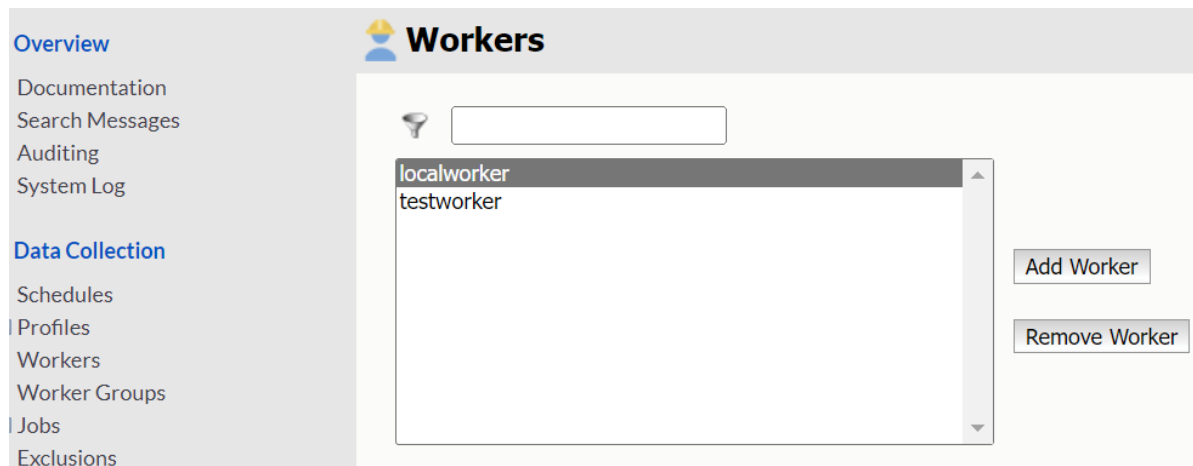 Overview
Documentation
Search Messages
Auditing
System Log
Data Collection
Schedules
Profiles
Workers
Worker Groups
Jobs
Exclusions
Workers
localworker
testworker
Add Worker
Remove Worker